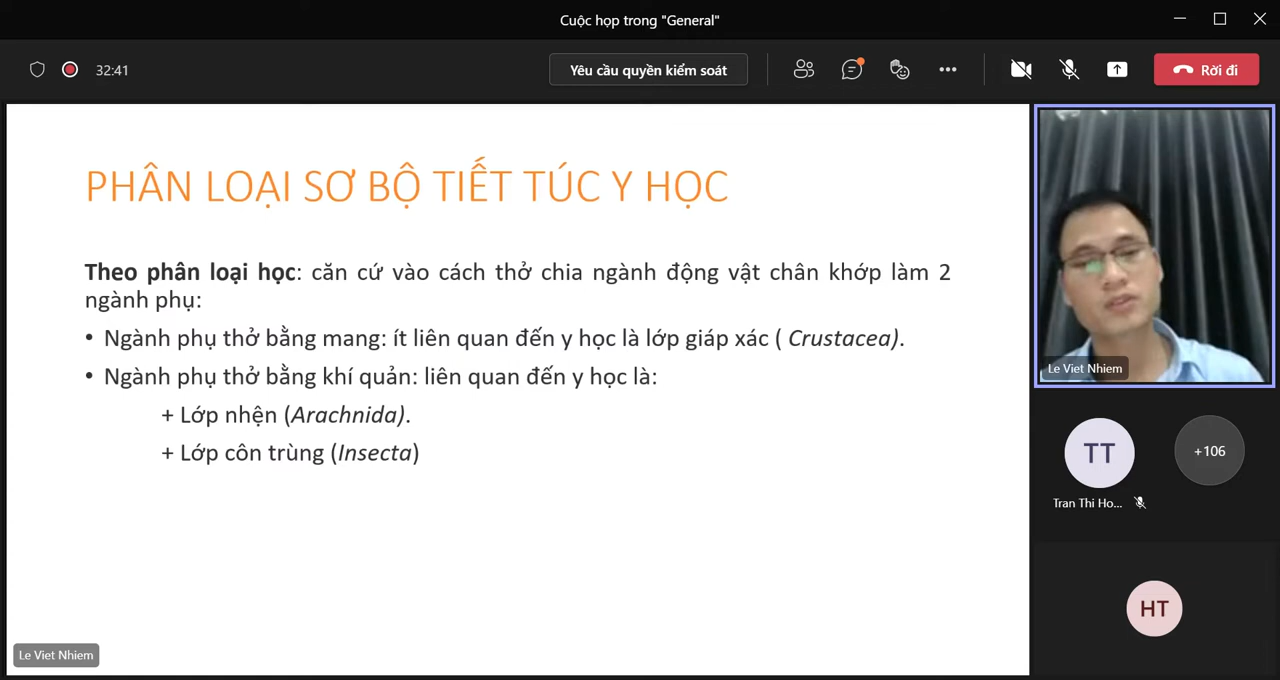 Cuộc họp trong "General"
32:41
Yêu cầu quyền kiểm soát
Rời đi
PHÂN LOẠI SƠ BỘ TIẾT TÚC Y HỌC
Theo phân loại học: căn cứ vào cách thở chia ngành động vật chân khớp làm 2
ngành phụ:
• Ngành phụ thở bằng mang: ít liên quan đến y học là lớp giáp xác ( Crustacea).
• Ngành phụ thở bằng khí quản: liên quan đến y học là:
+ Lớp nhện (Arachnida).
+ Lớp côn trùng (Insecta)
Le Viet Nhiem
Le Viet Nhiem
TT
+106
Tran Thi Ho...
HT